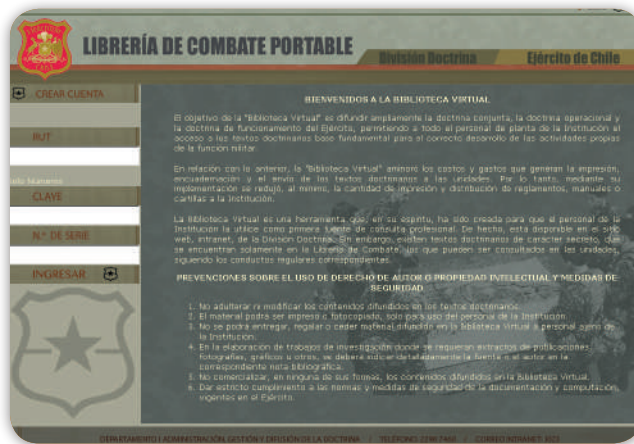 LIBRERÍA DE COMBATE PORTABLE
División Doctrina
Ejército de Chile
CREAR CUENTA
RUT
CLAVE
N.º DE SERIE
INGRESAR
BIENVENIDOS A LA BIBLIOTECA VIRTUAL
El objetivo de la "Biblioteca Virtual" es difundir ampliamente la doctrina conjunta, la doctrina operacional y
la doctrina de funcionamiento del Ejército, permitiendo a todo el personal de planta de la Institución el
acceso a los textos doctrinarios base fundamental para el correcto desarrollo de las actividades propias
de la función militar.
En relación con lo anterior, la "Biblioteca Virtual" aminora los costos y gastos que generan la impresión,
encuadernación y el envío de los textos doctrinarios a las unidades. Por lo tanto, mediante su
implementación se redujo, al mínimo, la cantidad de impresión y distribución de reglamentos, manuales o
cartillas a la Institución.
La Biblioteca Virtual es una herramienta que, en su espíritu, ha sido creada para que el personal de la
Institución la utilice como primera fuente de consulta profesional. De hecho, está disponible en el sitio
web, intranet, de la División Doctrina. Sin embargo, existen textos doctrinarios de carácter secreto, que
se encuentran solamente en la Librería de Combate, los que pueden ser consultados en las unidades,
siguiendo los conductos regulares correspondientes.
PREVENCIONES SOBRE EL USO DE DERECHO DE AUTOR O PROPIEDAD INTELECTUAL Y MEDIDAS DE
SEGURIDAD
1. No adulterar ni modificar los contenidos difundidos en los textos doctrinarios.
2. El material podrá ser impreso o fotocopiado, solo para uso del personal de la Institución.
3. No se podrá entregar, regalar o ceder material difundido en la Biblioteca Virtual a personal ajeno de
la Institución.
4. En la elaboración de trabajos de investigación donde se requieran extractos de publicaciones,
fotografías, gráficos u otros, se deberá indicar detalladamente la fuente o el autor en la
correspondiente nota bibliográfica.
5. No comercializar, en ninguna de sus formas, los contenidos difundidos en la Biblioteca Virtual.
6. Dar estricto cumplimiento a las normas y medidas de seguridad de la documentación y computación,
vigentes en el Ejército.
DEPARTAMENTO I ADMINISTRACIÓN, GESTIÓN Y DIFUSIÓN DE LA DOCTRINA / TELÉFONO